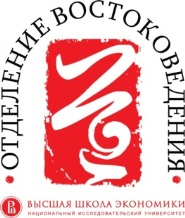 ОТДЕЛЕНИЕ ВОСТОКОВЕДЕНИЯ
ВЫСШАЯ ШКОЛА ЭКОНОМИКИ
НАЦИОНАЛЬНЫЙ ИССЛЕДОВАТЕЛЬСКИЙ УНИВЕРСИТЕТ